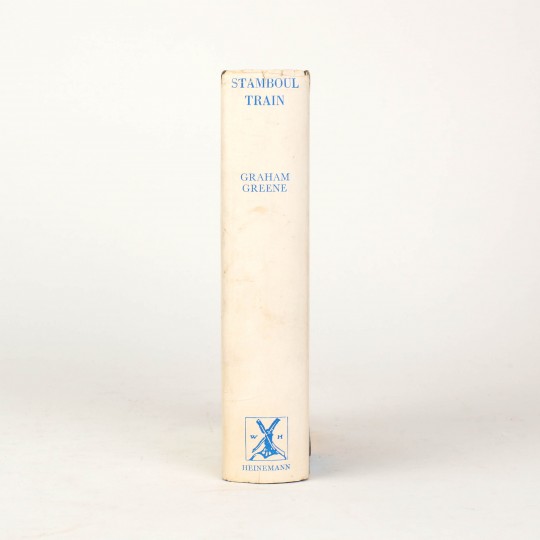 STAMBOUL
TRAIN
GRAHAM
GREENE
W H
HEINEMANN